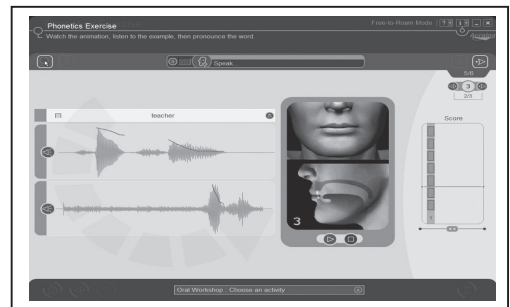 Phonetics Exercise
Free-to-Roam Mode
Watch the animation, listen to the example, then pronounce the word.
Speak.
5/6
3
2/3
teacher
Score
3
Oral Workshop : Choose an activity